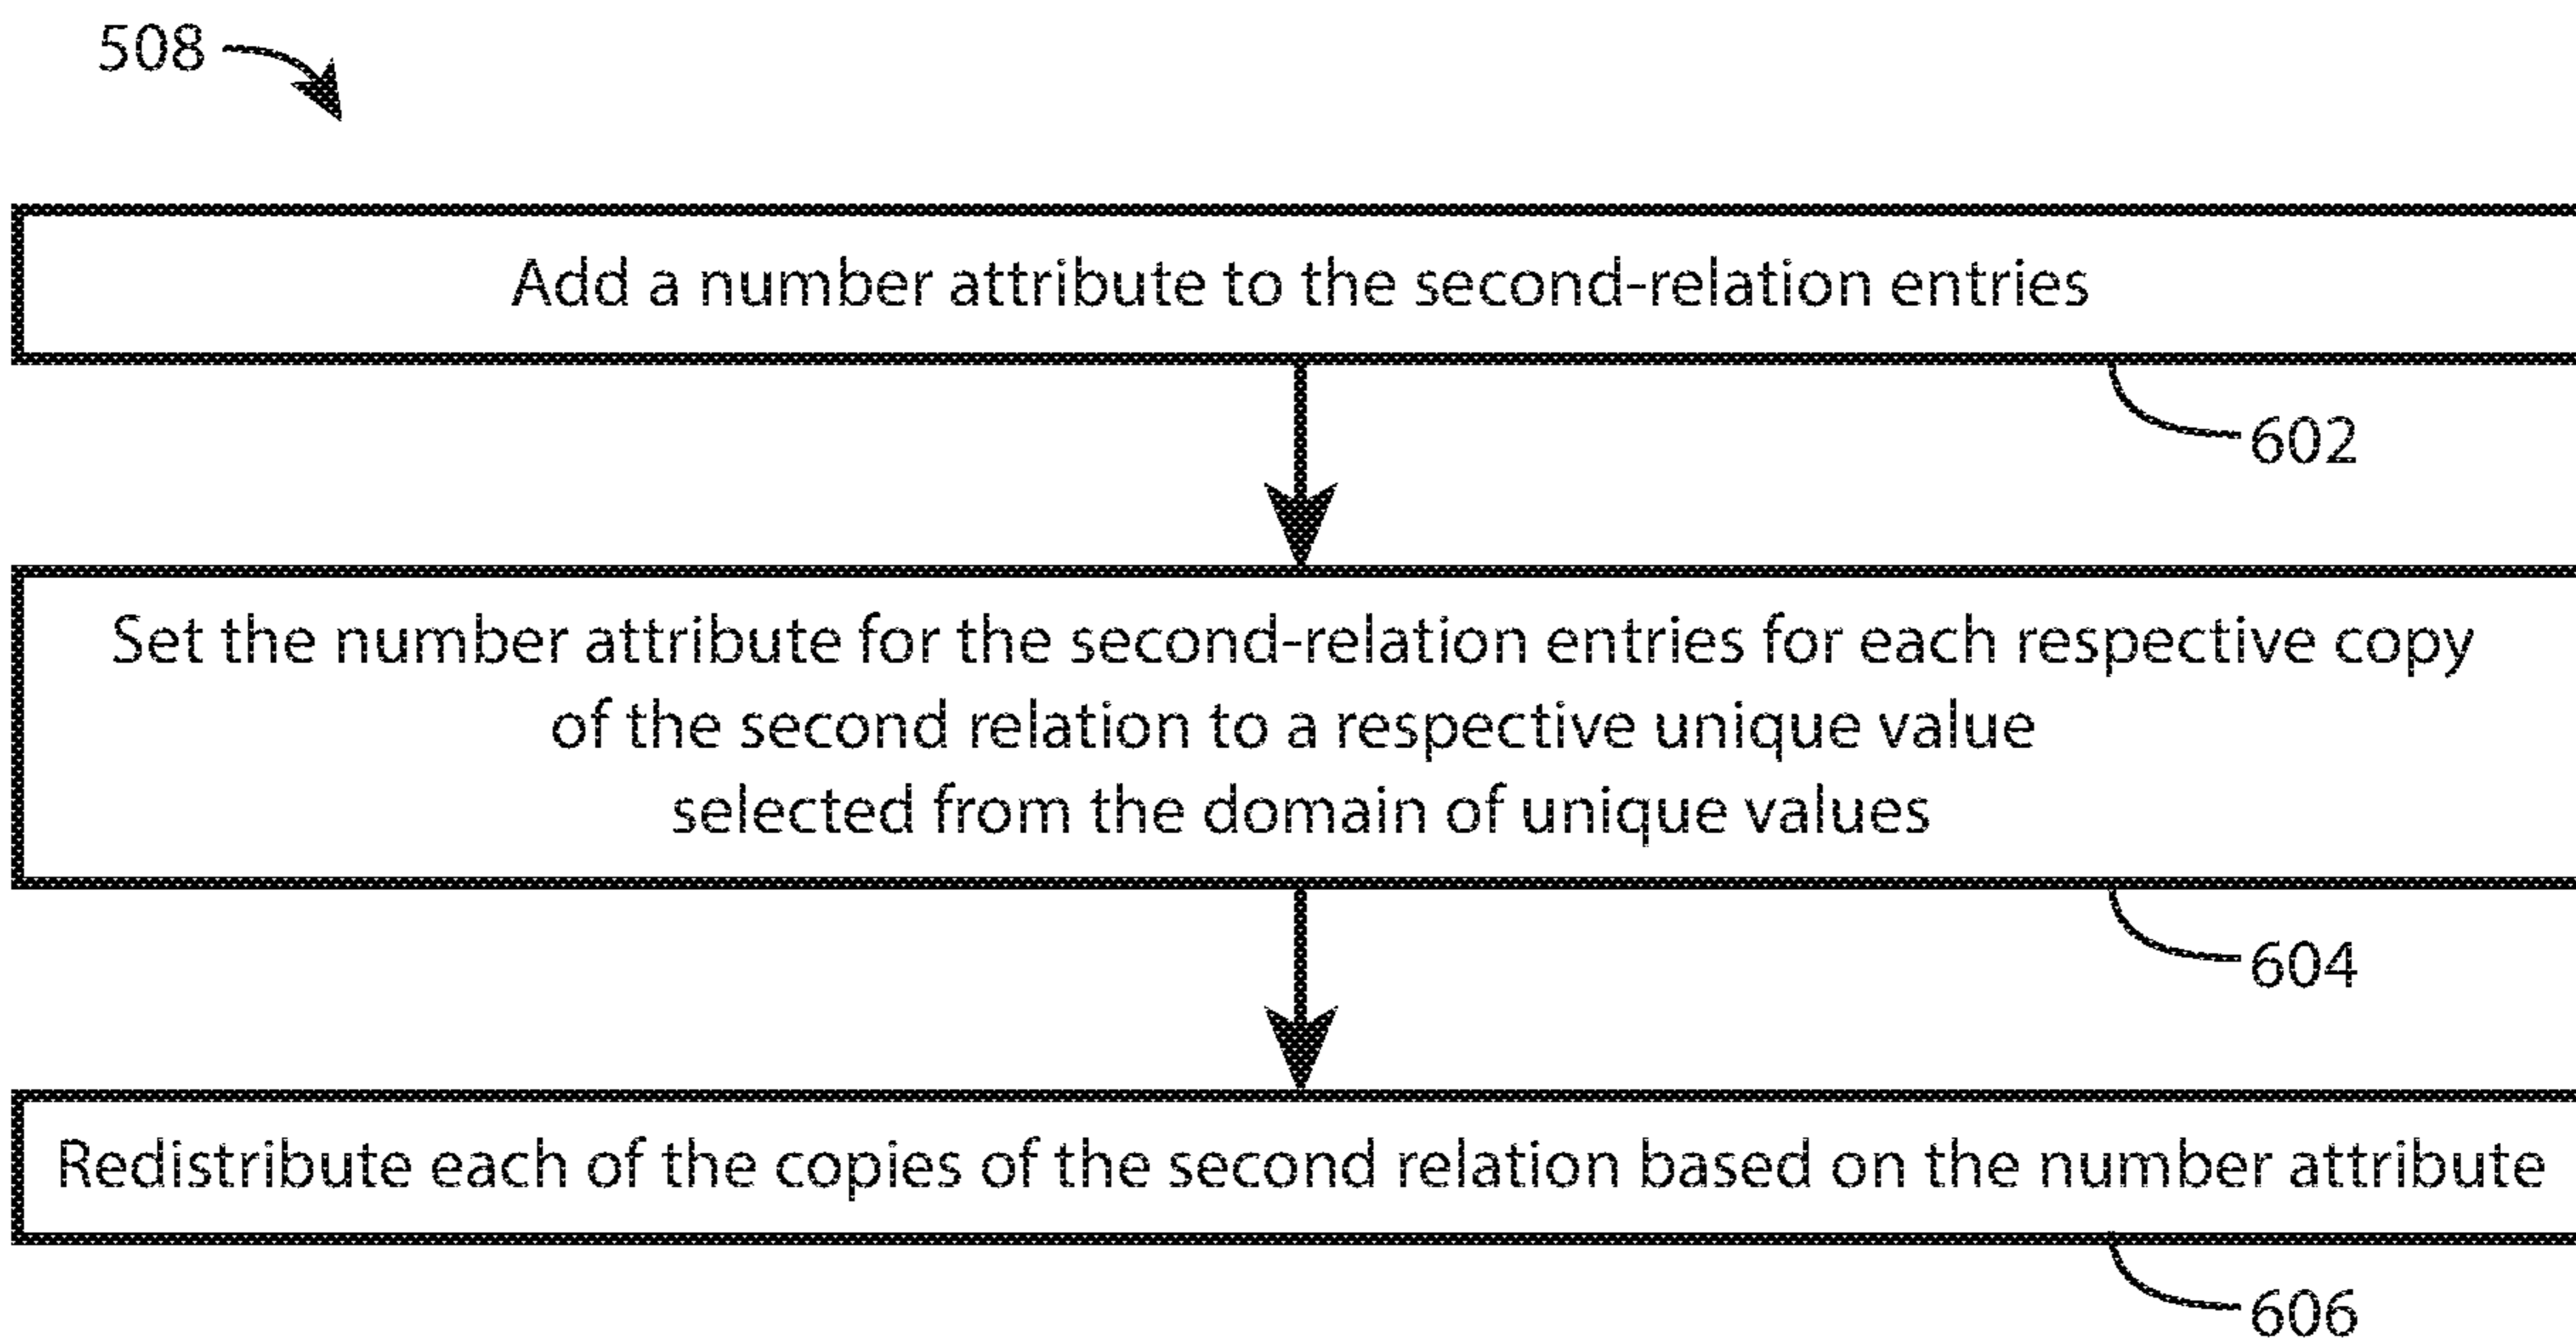 508
Add a number attribute to the second-relation entries
602
Set the number attribute for the second-relation entries for each respective copy
of the second relation to a respective unique value
selected from the domain of unique values
604
Redistribute each of the copies of the second relation based on the number attribute
606